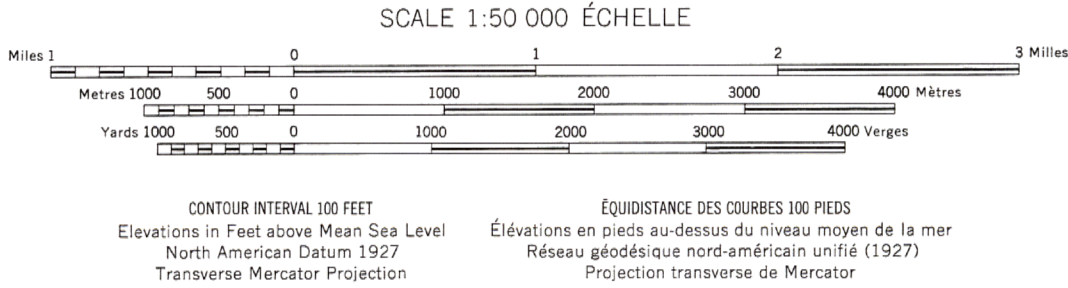 SCALE 1:50 000 ÉCHELLE
Miles 1 0 1 2 3 Milles
Metres 1000 500 0 1000 2000 3000 4000 Mètres
Yards 1000 500 0 1000 2000 3000 4000 Verges
CONTOUR INTERVAL 100 FEET
Elevations in Feet above Mean Sea Level
North American Datum 1927
Transverse Mercator Projection
ÉQUIDISTANCE DES COURBES 100 PIEDS
Élévations en pieds au-dessus du niveau moyen de la mer
Réseau géodésique nord-américain unifié (1927)
Projection transverse de Mercator